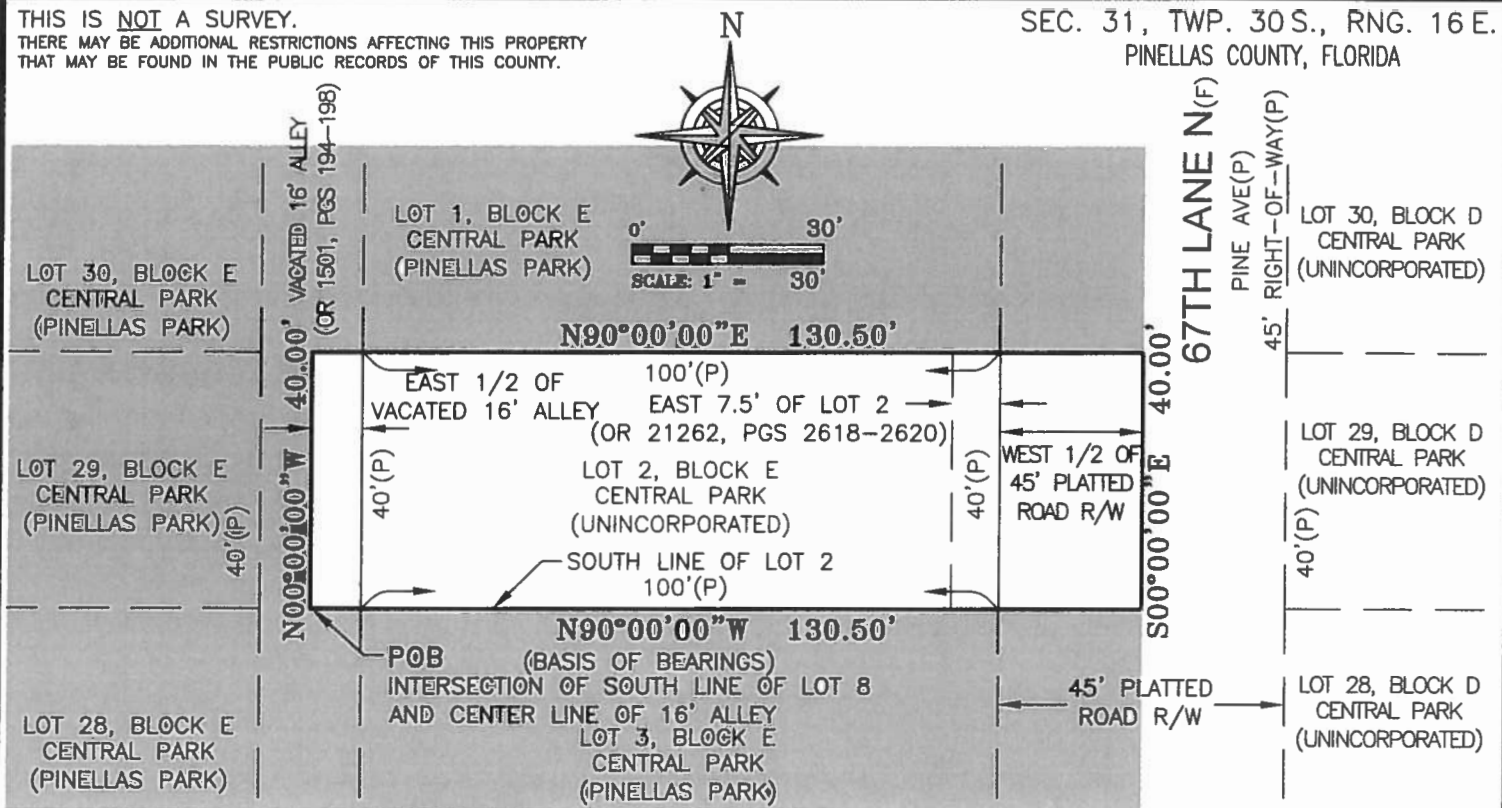 THIS IS NOT A SURVEY.
THERE MAY BE ADDITIONAL RESTRICTIONS AFFECTING THIS PROPERTY
THAT MAY BE FOUND IN THE PUBLIC RECORDS OF THIS COUNTY.
N
SEC. 31, TWP. 30 S., RNG. 16 E.
PINELLAS COUNTY, FLORIDA
VACATED 16' ALLEY
(OR 1501, PGS 194-198)
LOT 1, BLOCK E
CENTRAL PARK
(PINELLAS PARK)
0' 30'
SCALE: 1" = 30'
67TH LANE N(F)
PINE AVE(P)
45' RIGHT-OF-WAY(P)
LOT 30, BLOCK D
CENTRAL PARK
(UNINCORPORATED)
LOT 30, BLOCK E
CENTRAL PARK
(PINELLAS PARK)
N90°00'00"E 130.50'
N00°00'00"W 40.00'
EAST 1/2 OF
VACATED 16' ALLEY
100'(P)
EAST 7.5' OF LOT 2
(OR 21262, PGS 2618-2620)
S00°00'00"E 40.00'
LOT 29, BLOCK E
CENTRAL PARK
(PINELLAS PARK)
40'(P)
40'(P)
LOT 2, BLOCK E
CENTRAL PARK
(UNINCORPORATED)
40'(P)
WEST 1/2 OF
45' PLATTED
ROAD R/W
LOT 29, BLOCK D
CENTRAL PARK
(UNINCORPORATED)
40'(P)
SOUTH LINE OF LOT 2
100'(P)
N90°00'00"W 130.50'
(BASIS OF BEARINGS)
POB
INTERSECTION OF SOUTH LINE OF LOT 8
AND CENTER LINE OF 16' ALLEY
LOT 28, BLOCK E
CENTRAL PARK
(PINELLAS PARK)
LOT 3, BLOCK E
CENTRAL PARK
(PINELLAS PARK)
45' PLATTED
ROAD R/W
LOT 28, BLOCK D
CENTRAL PARK
(UNINCORPORATED)